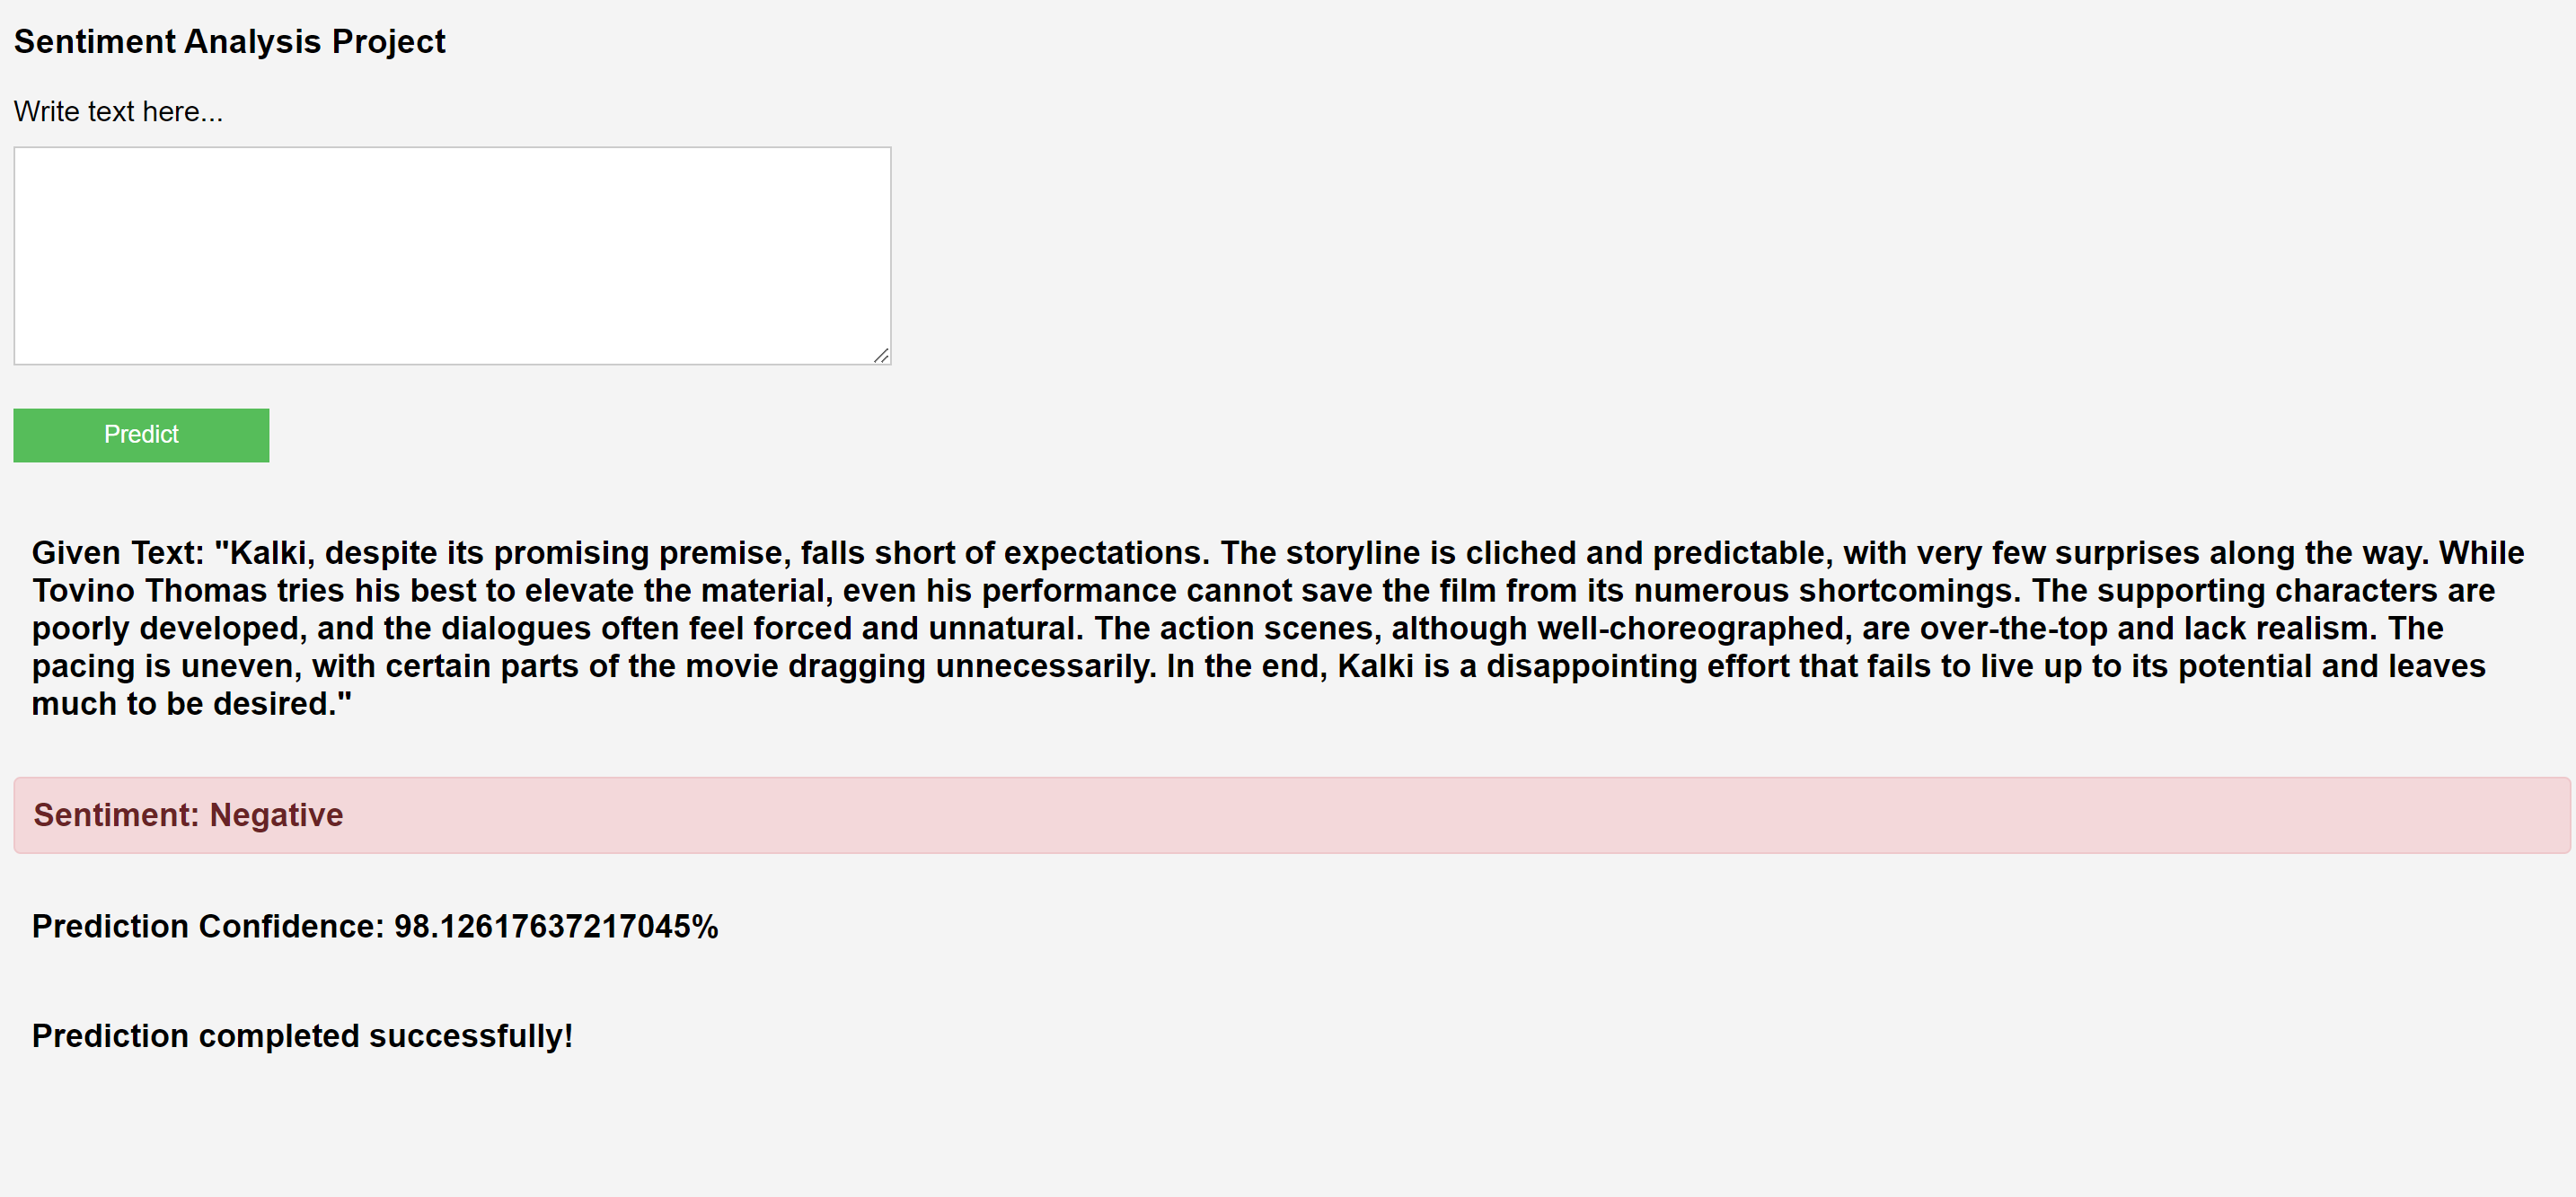 Sentiment Analysis Project
Write text here...
Predict
Given Text: "Kalki, despite its promising premise, falls short of expectations. The storyline is cliched and predictable, with very few surprises along the way. While
Tovino Thomas tries his best to elevate the material, even his performance cannot save the film from its numerous shortcomings. The supporting characters are
poorly developed, and the dialogues often feel forced and unnatural. The action scenes, although well-choreographed, are over-the-top and lack realism. The
pacing is uneven, with certain parts of the movie dragging unnecessarily. In the end, Kalki is a disappointing effort that fails to live up to its potential and leaves
much to be desired."
Sentiment: Negative
Prediction Confidence: 98.12617637217045%
Prediction completed successfully!